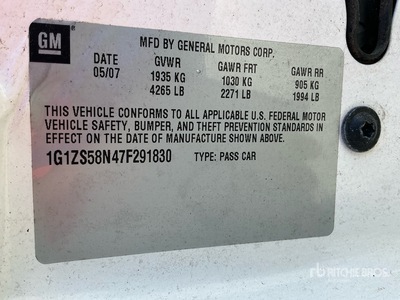 GM
MFD BY GENERAL MOTORS CORP.
DATE GVWR GAWR FRT GAWR RR
05/07 1935 KG 1030 KG 905 KG
4265 LB 2271 LB 1994 LB
THIS VEHICLE CONFORMS TO ALL APPLICABLE U.S. FEDERAL MOTOR
VEHICLE SAFETY, BUMPER, AND THEFT PREVENTION STANDARDS IN
EFFECT ON THE DATE OF MANUFACTURE SHOWN ABOVE.
1G1ZS58N47F291830 TYPE: PASS CAR
rb RITCHIE BROS